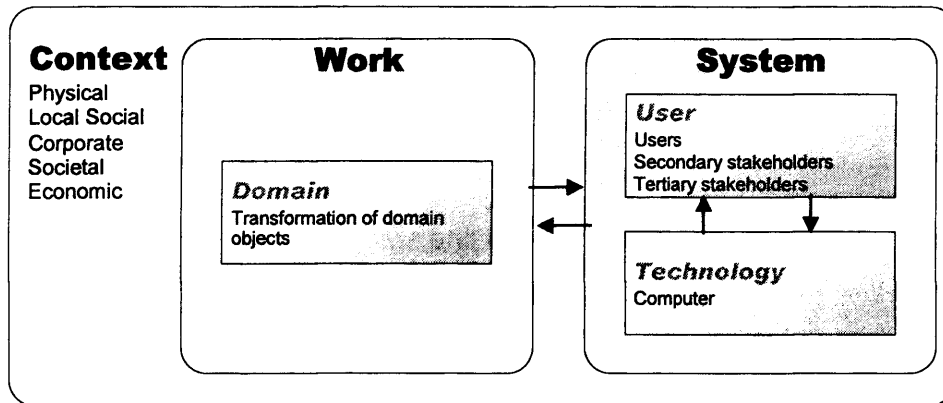 Context
Physical
Local Social
Corporate
Societal
Economic
Work
Domain
Transformation of domain
objects
System
User
Users
Secondary stakeholders
Tertiary stakeholders
Technology
Computer